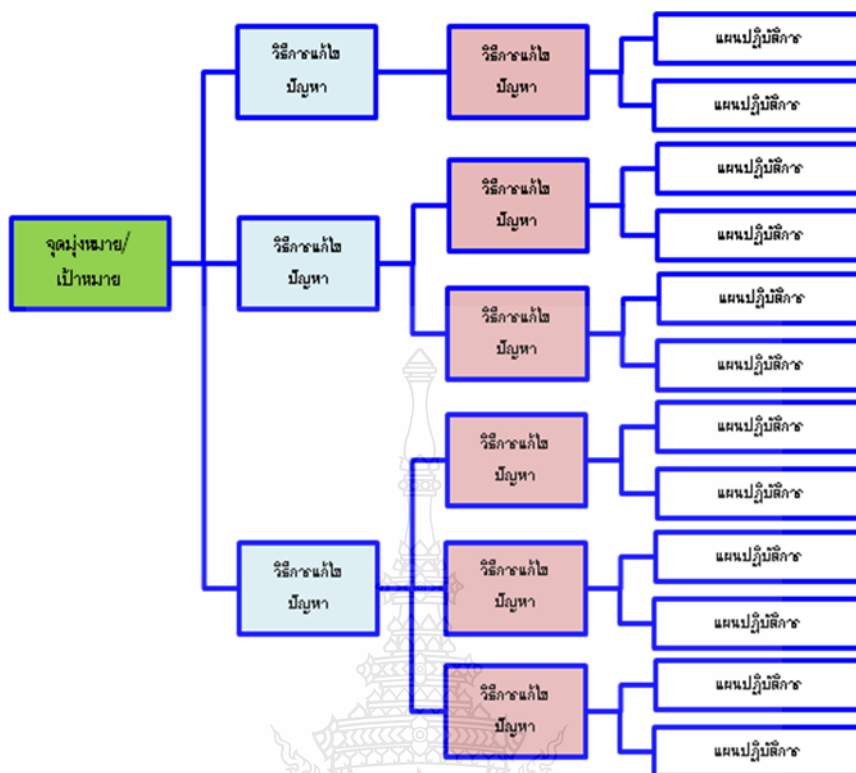 แผนปฏิบัติการ
วิธีการแก้ไข
ปัญหา
วิธีการแก้ไข
ปัญหา
แผนปฏิบัติการ
แผนปฏิบัติการ
วิธีการแก้ไข
ปัญหา
แผนปฏิบัติการ
จุดมุ่งหมาย/
เป้าหมาย
วิธีการแก้ไข
ปัญหา
แผนปฏิบัติการ
วิธีการแก้ไข
ปัญหา
แผนปฏิบัติการ
แผนปฏิบัติการ
วิธีการแก้ไข
ปัญหา
แผนปฏิบัติการ
วิธีการแก้ไข
ปัญหา
แผนปฏิบัติการ
วิธีการแก้ไข
ปัญหา
แผนปฏิบัติการ
แผนปฏิบัติการ
วิธีการแก้ไข
ปัญหา
แผนปฏิบัติการ